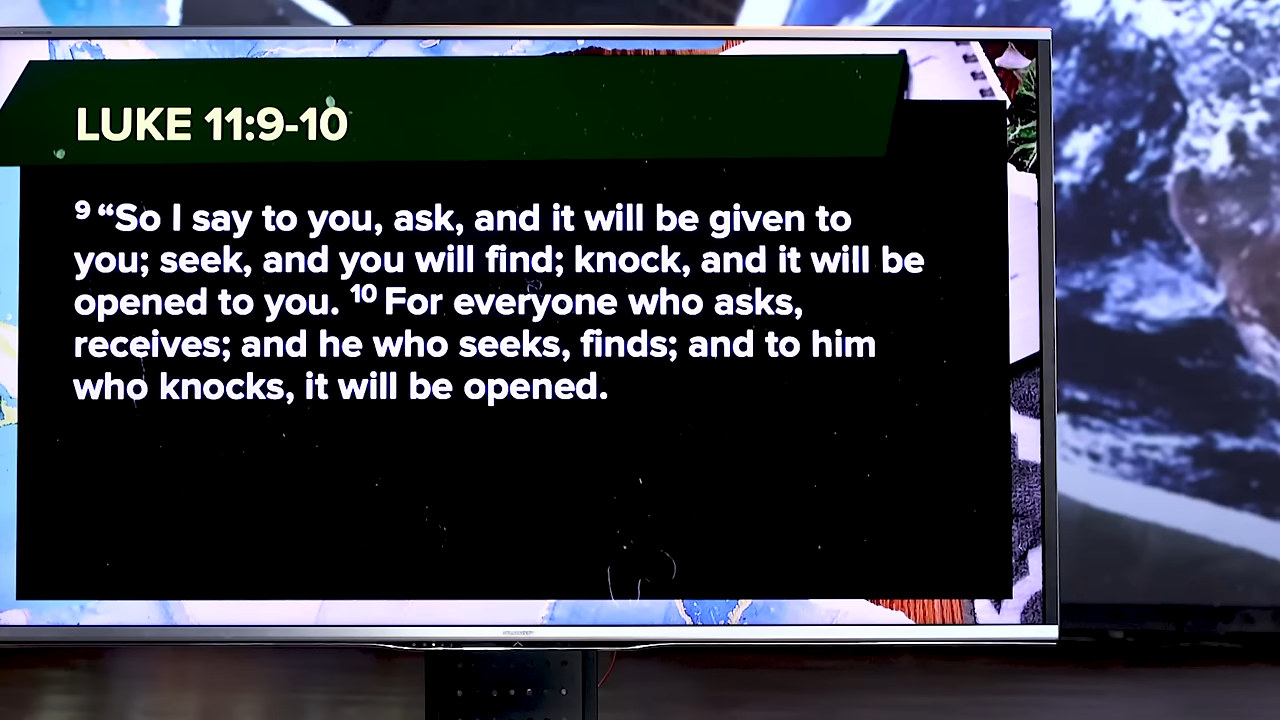 LUKE 11:9-10
9 “So I say to you, ask, and it will be given to
you; seek, and you will find; knock, and it will be
opened to you. 10 For everyone who asks,
receives; and he who seeks, finds; and to him
who knocks, it will be opened.